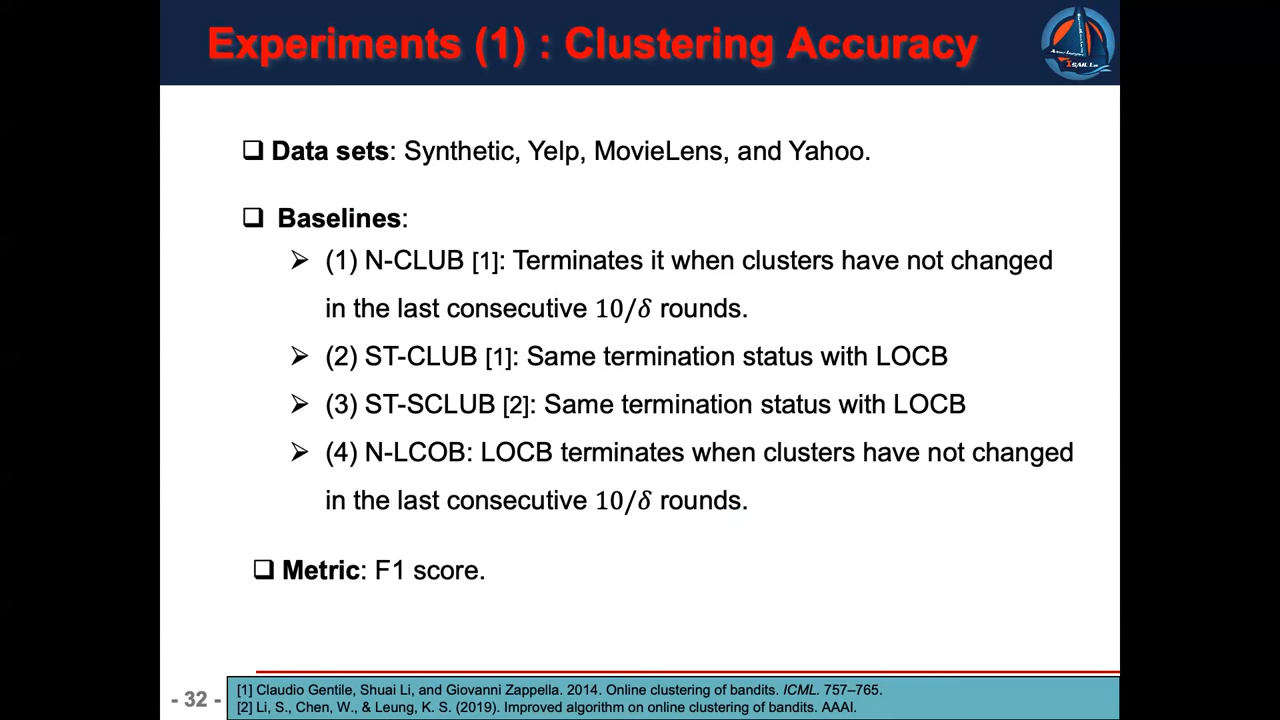 Experiments (1) : Clustering Accuracy
Data sets: Synthetic, Yelp, MovieLens, and Yahoo.
Baselines:
(1) N-CLUB [1]: Terminates it when clusters have not changed
in the last consecutive 10/δ rounds.
(2) ST-CLUB [1]: Same termination status with LOCB
(3) ST-SCLUB [2]: Same termination status with LOCB
(4) N-LCOB: LOCB terminates when clusters have not changed
in the last consecutive 10/δ rounds.
Metric: F1 score.
- 32 -
[1] Claudio Gentile, Shuai Li, and Giovanni Zappella. 2014. Online clustering of bandits. ICML. 757–765.
[2] Li, S., Chen, W., & Leung, K. S. (2019). Improved algorithm on online clustering of bandits. AAAI.